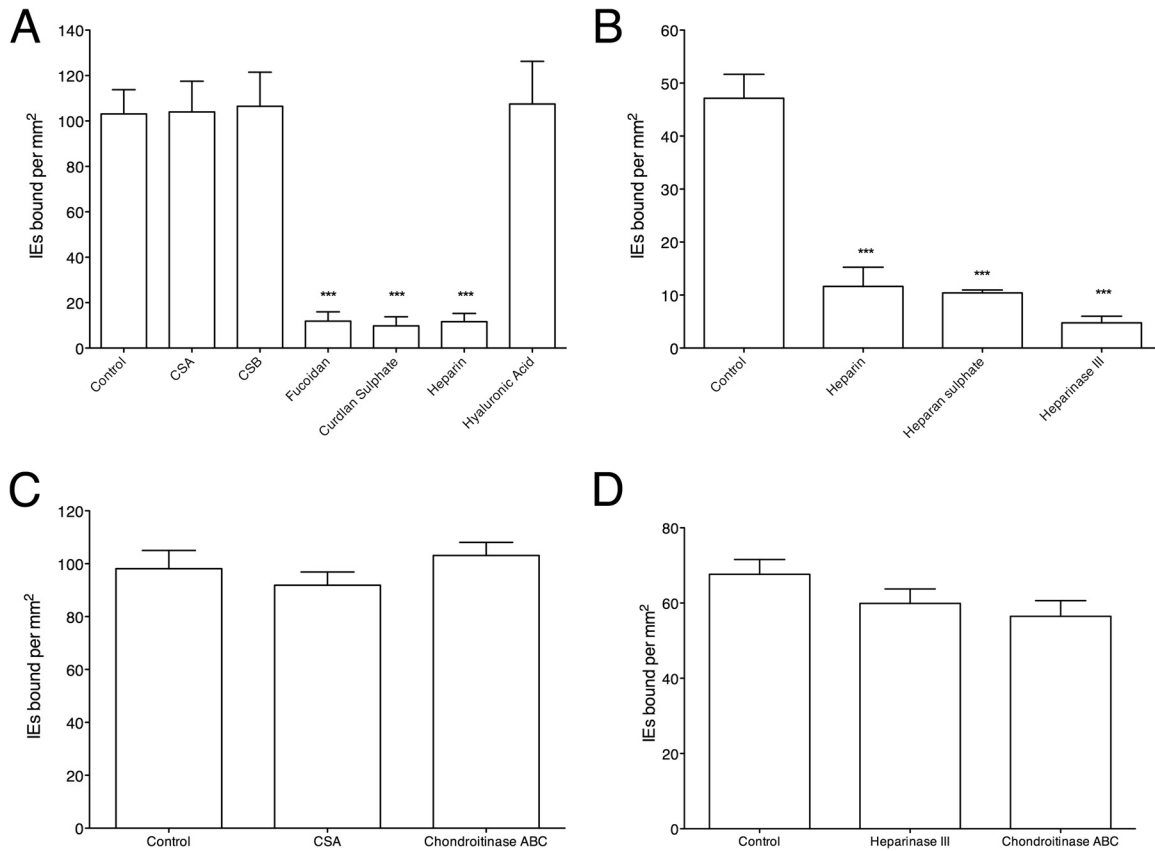 A
IEs bound per mm²
140
120
100
80
60
40
20
0
*** *** ***
Control CSA CSB Fucoidan Curdlan Sulphate Heparin Hyaluronic Acid
B
IEs bound per mm²
60
50
40
30
20
10
0
*** *** ***
Control Heparin Heparan sulphate Heparinase III
C
IEs bound per mm²
120
100
80
60
40
20
0
Control CSA Chondroitinase ABC
D
IEs bound per mm²
80
60
40
20
0
Control Heparinase III Chondroitinase ABC